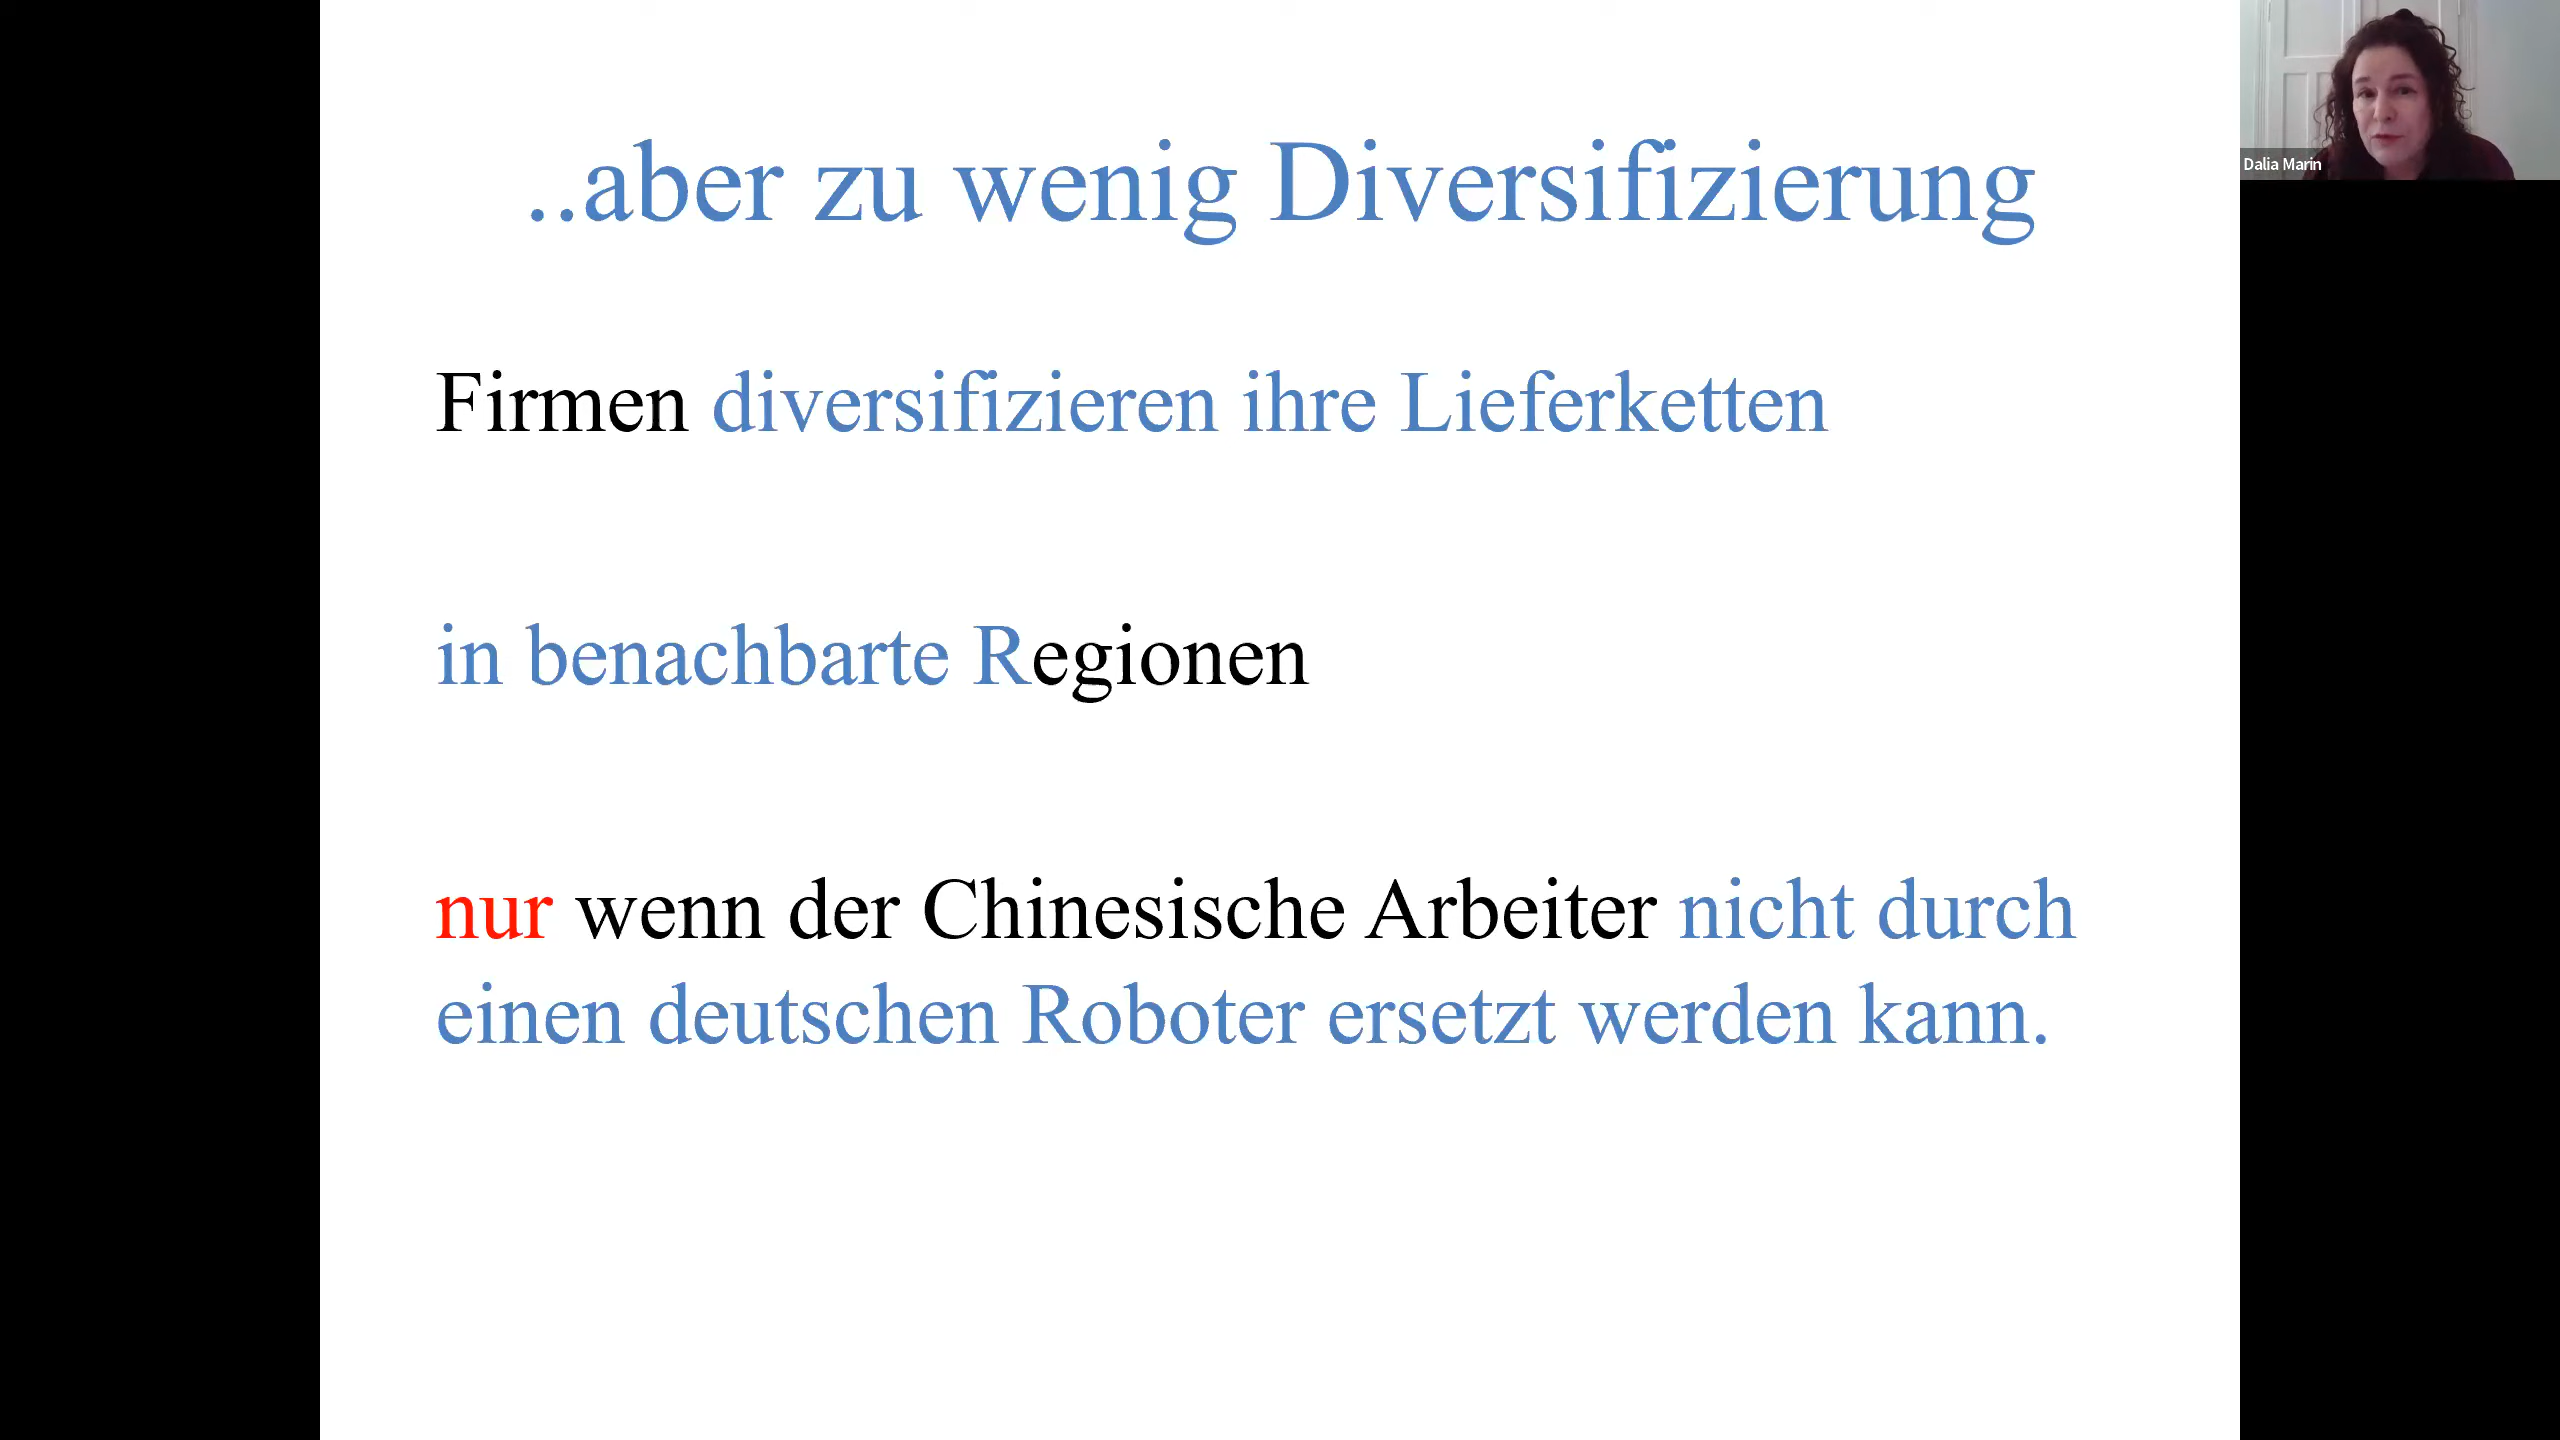 ..aber zu wenig Diversifizierung
Dalia Marin
Firmen diversifizieren ihre Lieferketten
in benachbarte Regionen
nur wenn der Chinesische Arbeiter nicht durch
einen deutschen Roboter ersetzt werden kann.